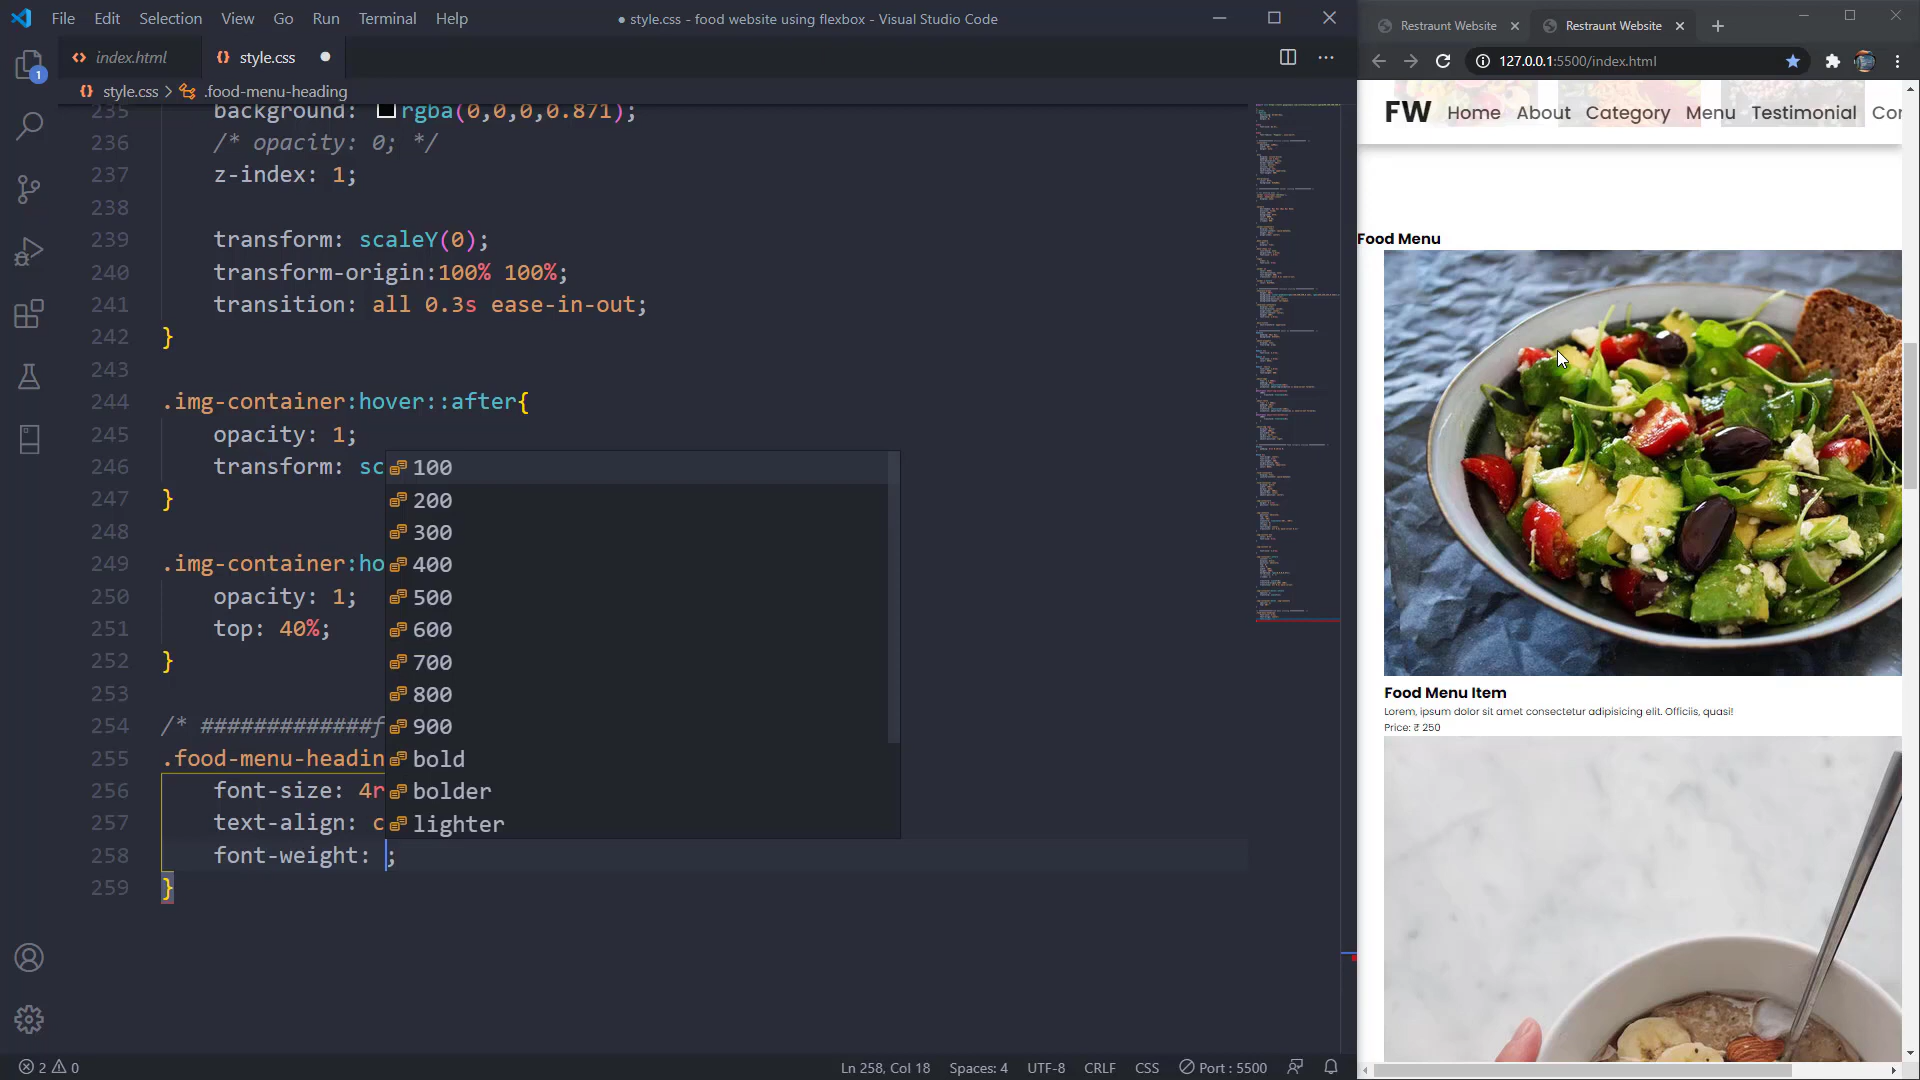 File Edit Selection View Go Run Terminal Help
● style.css - food website using flexbox - Visual Studio Code
index.html style.css
style.css > .food-menu-heading
235 background: rgba(0,0,0,0.871);
236 /* opacity: 0; */
237 z-index: 1;
238
239 transform: scaleY(0);
240 transform-origin:100% 100%;
241 transition: all 0.3s ease-in-out;
242 }
243
244 .img-container:hover::after{
245 opacity: 1;
246 transform: sc
247 }
248
249 .img-container:ho
250 opacity: 1;
251 top: 40%;
252 }
253
254 /* #############f
255 .food-menu-headin
256 font-size: 4r
257 text-align: c
258 font-weight: ;
259 }
100
200
300
400
500
600
700
800
900
bold
bolder
lighter
1
2 0
Ln 258, Col 18 Spaces: 4 UTF-8 CRLF CSS Port : 5500
Restraunt Website Restraunt Website
127.0.0.1:5500/index.html
FW Home About Category Menu Testimonial Cor
Food Menu
Food Menu Item
Lorem, ipsum dolor sit amet consectetur adipisicing elit. Officiis, quasi!
Price: ₹ 250